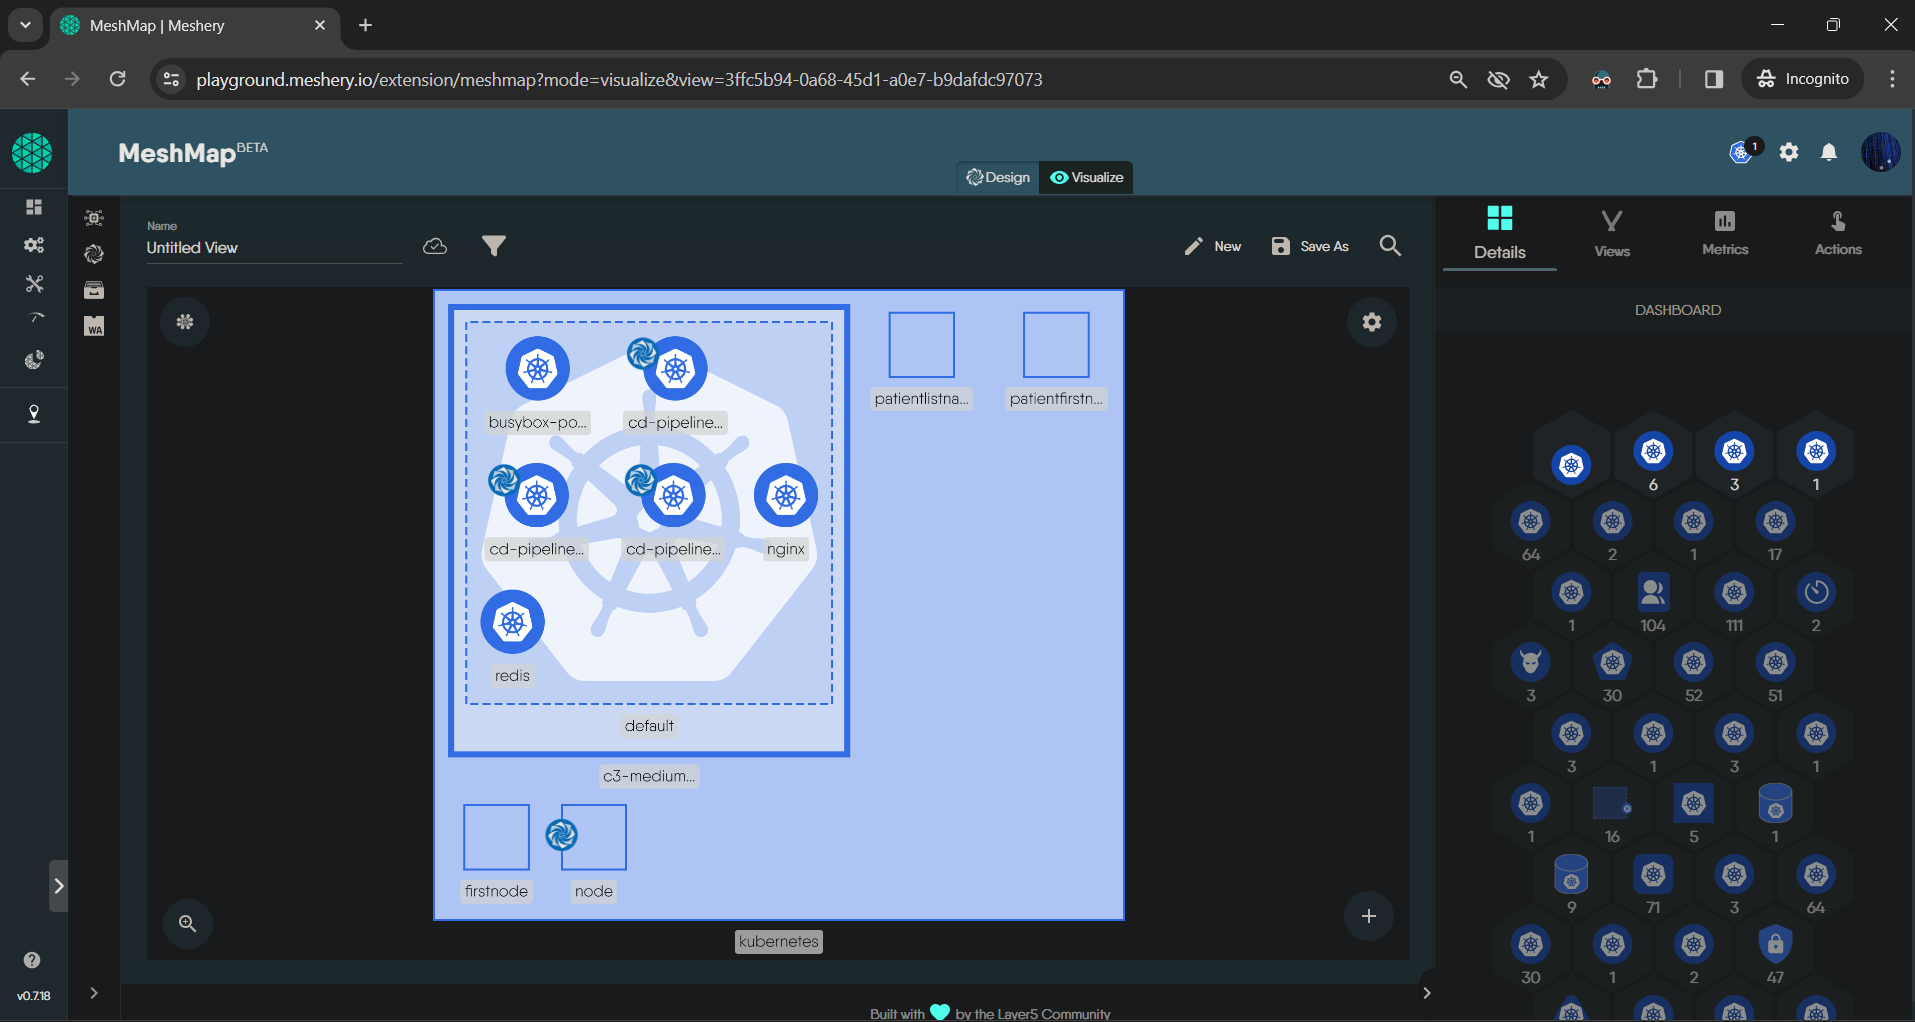 MeshMap | Meshery
playground.meshery.io/extension/meshmap?mode=visualize&view=3ffc5b94-0a68-45d1-a0e7-b9dafdc97073
Incognito
MeshMap BETA
1
Design
Visualize
Name
Untitled View
New
Save As
Details
Views
Metrics
Actions
DASHBOARD
WA
busybox-po...
cd-pipeline...
cd-pipeline...
cd-pipeline...
nginx
redis
default
c3-medium...
patientlistna...
patientfirstn...
firstnode
node
kubernetes
6 3 1
64 2 1 17
1 104 111 2
3 30 52 51
3 1 3 1
1 16 5 1
9 71 3 64
30 1 2 47
v0.7.18
Built with by the Layer5 Community